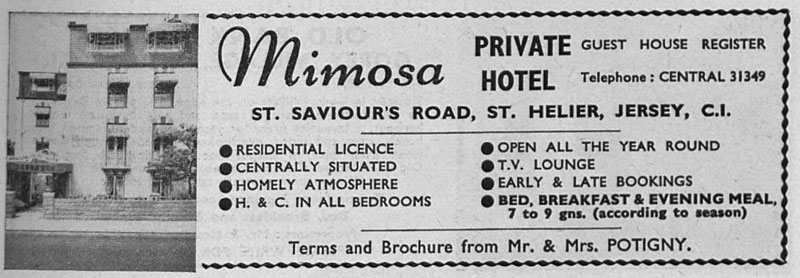 Mimosa PRIVATE HOTEL
GUEST HOUSE REGISTER
Telephone : CENTRAL 31349
ST. SAVIOUR'S ROAD, ST. HELIER, JERSEY, C.I.
● RESIDENTIAL LICENCE
● CENTRALLY SITUATED
● HOMELY ATMOSPHERE
● H. & C. IN ALL BEDROOMS
● OPEN ALL THE YEAR ROUND
● T.V. LOUNGE
● EARLY & LATE BOOKINGS
● BED, BREAKFAST & EVENING MEAL,
7 to 9 gns. (according to season)
Terms and Brochure from Mr. & Mrs. POTIGNY.